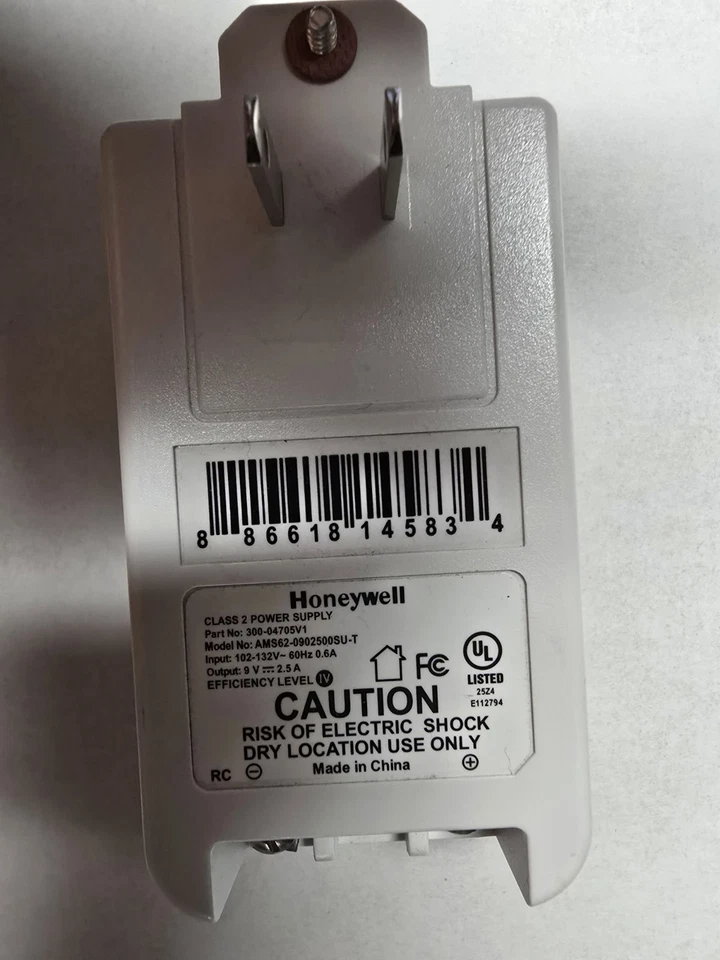 8 86618 14583 4
Honeywell
CLASS 2 POWER SUPPLY
Part No: 300-04705V1
Model No: AMS62-0902500SU-T
Input: 102-132V~ 60Hz 0.6A
Output: 9 V ⎓ 2.5 A
EFFICIENCY LEVEL IV
FC
UL
LISTED
25Z4
E112794
CAUTION
RISK OF ELECTRIC SHOCK
DRY LOCATION USE ONLY
RC ⊖ Made in China ⊕